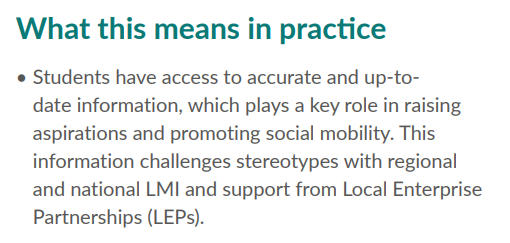 What this means in practice
• Students have access to accurate and up-to-
date information, which plays a key role in raising
aspirations and promoting social mobility. This
information challenges stereotypes with regional
and national LMI and support from Local Enterprise
Partnerships (LEPs).